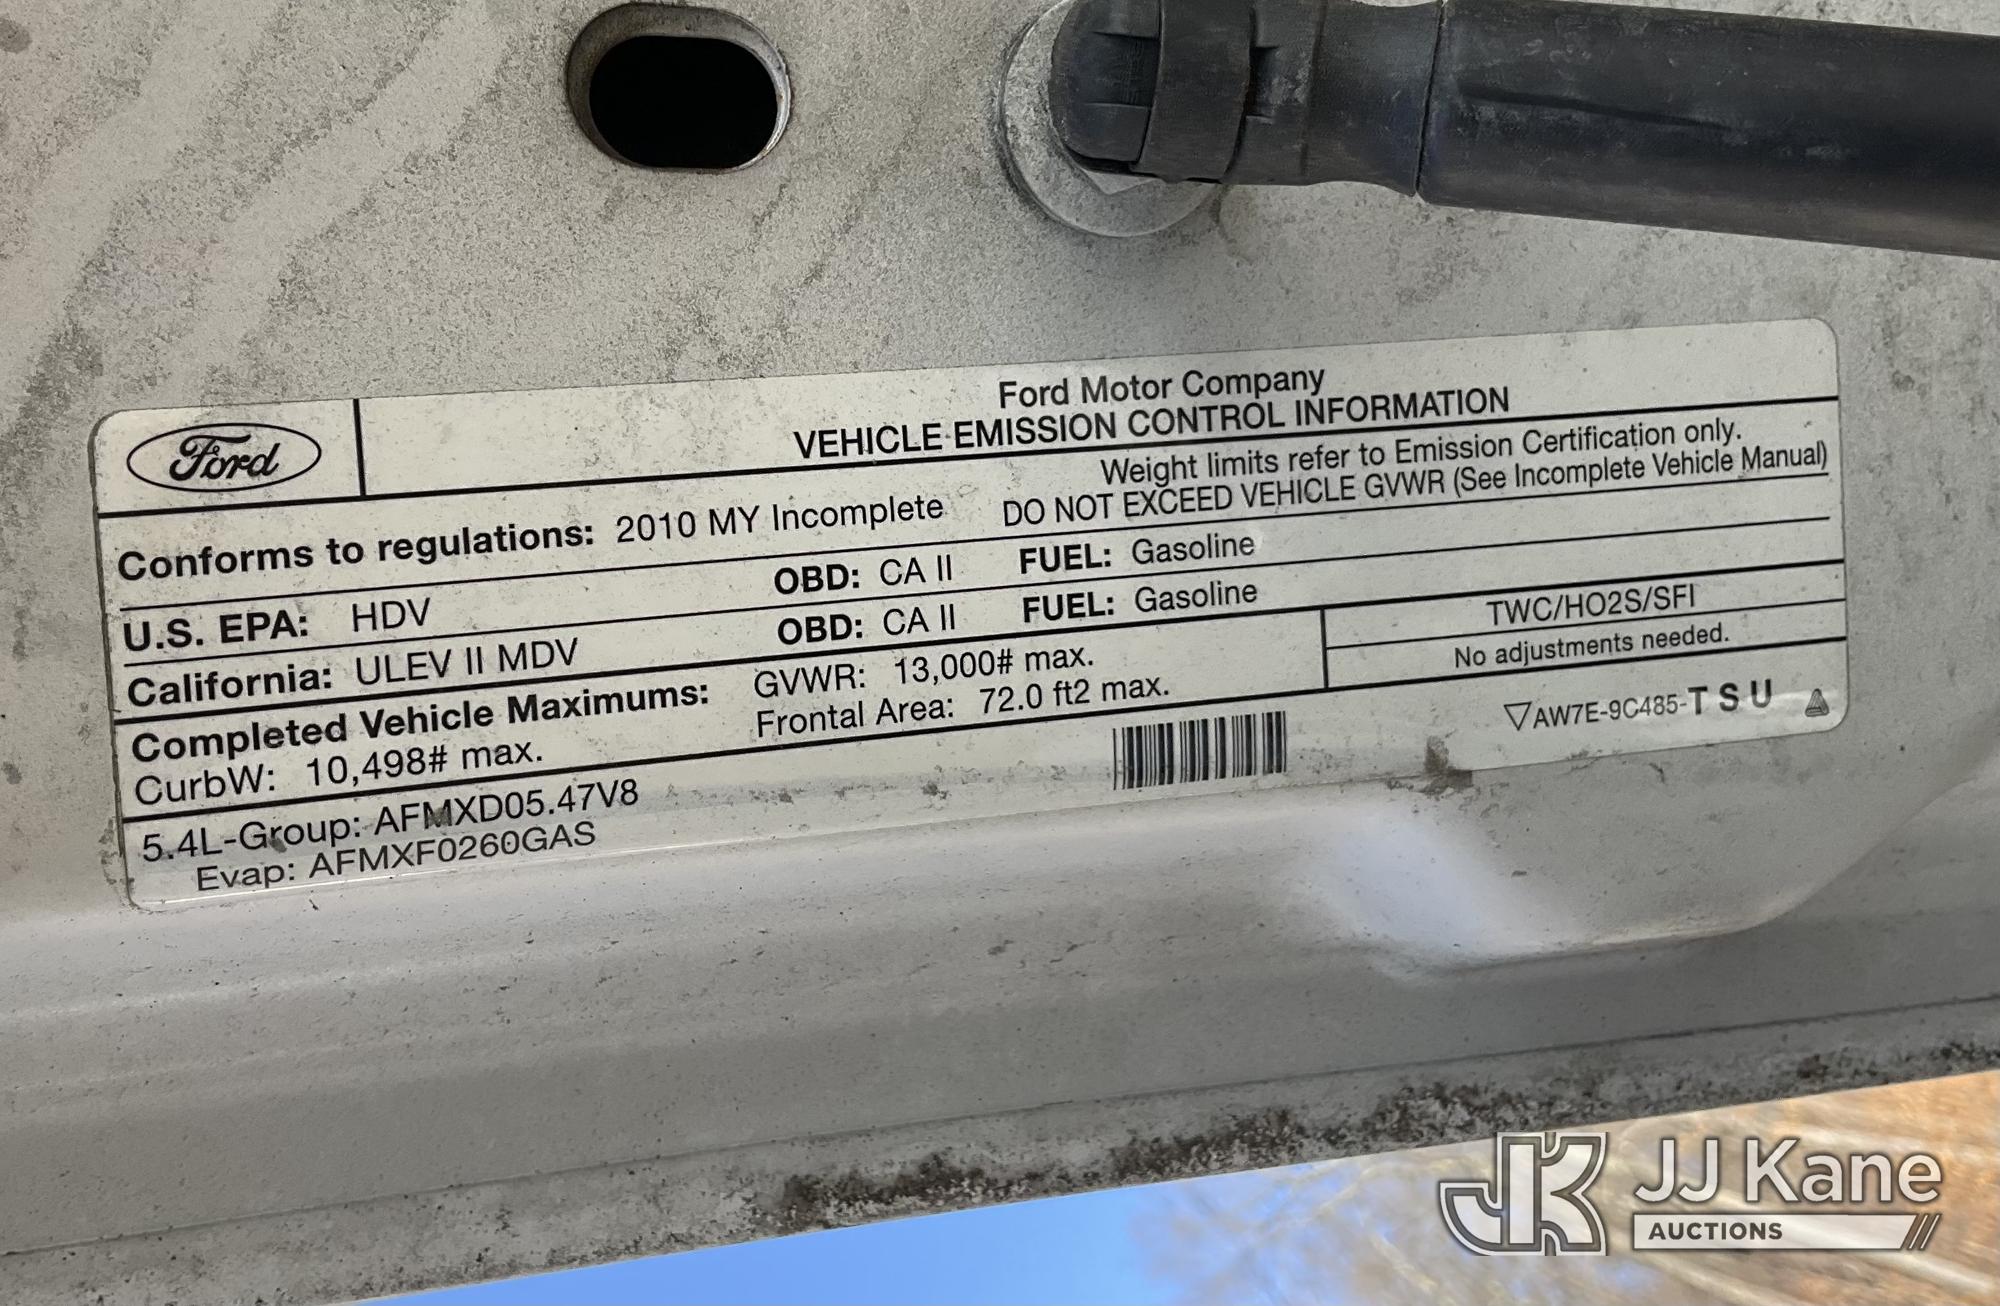 Ford
Ford Motor Company
VEHICLE EMISSION CONTROL INFORMATION
Conforms to regulations: 2010 MY Incomplete
Weight limits refer to Emission Certification only.
DO NOT EXCEED VEHICLE GVWR (See Incomplete Vehicle Manual)
U.S. EPA: HDV OBD: CA II FUEL: Gasoline
California: ULEV II MDV OBD: CA II FUEL: Gasoline
Completed Vehicle Maximums: GVWR: 13,000# max.
CurbW: 10,498# max. Frontal Area: 72.0 ft2 max.
TWC/HO2S/SFI
No adjustments needed.
5.4L-Group: AFMXD05.47V8
Evap: AFMXF0260GAS
▽AW7E-9C485-TSU
JK JJ Kane
AUCTIONS